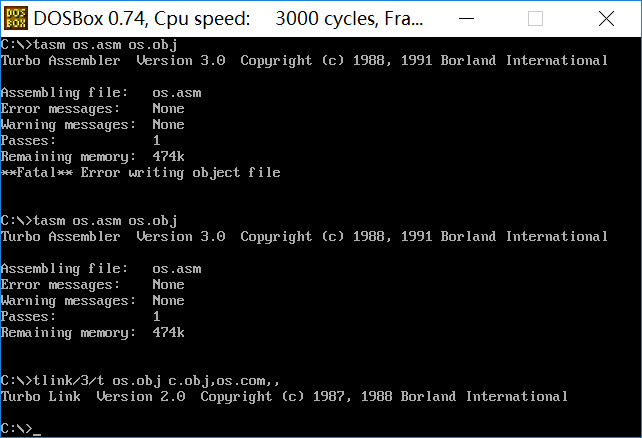 DOS
BOX
DOSBox 0.74, Cpu speed: 3000 cycles, Fra...
C:\>tasm os.asm os.obj
Turbo Assembler  Version 3.0  Copyright (c) 1988, 1991 Borland International
Assembling file:   os.asm
Error messages:    None
Warning messages:  None
Passes:            1
Remaining memory:  474k
**Fatal** Error writing object file
C:\>tasm os.asm os.obj
Turbo Assembler  Version 3.0  Copyright (c) 1988, 1991 Borland International
Assembling file:   os.asm
Error messages:    None
Warning messages:  None
Passes:            1
Remaining memory:  474k
C:\>tlink/3/t os.obj c.obj,os.com,,
Turbo Link  Version 2.0  Copyright (c) 1987, 1988 Borland International
C:\>_